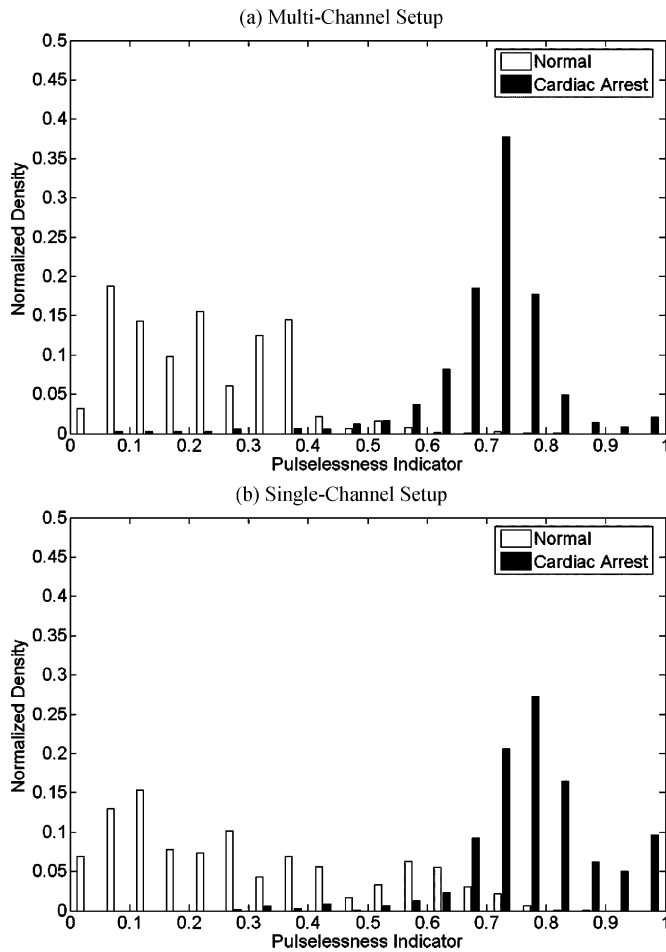 (a) Multi-Channel Setup
0.5
0.45
0.4
0.35
0.3
0.25
0.2
0.15
0.1
0.05
0
Normalized Density
Normal
Cardiac Arrest
0 0.1 0.2 0.3 0.4 0.5 0.6 0.7 0.8 0.9 1
Pulselessness Indicator
(b) Single-Channel Setup
0.5
0.45
0.4
0.35
0.3
0.25
0.2
0.15
0.1
0.05
0
Normalized Density
Normal
Cardiac Arrest
0 0.1 0.2 0.3 0.4 0.5 0.6 0.7 0.8 0.9 1
Pulselessness Indicator